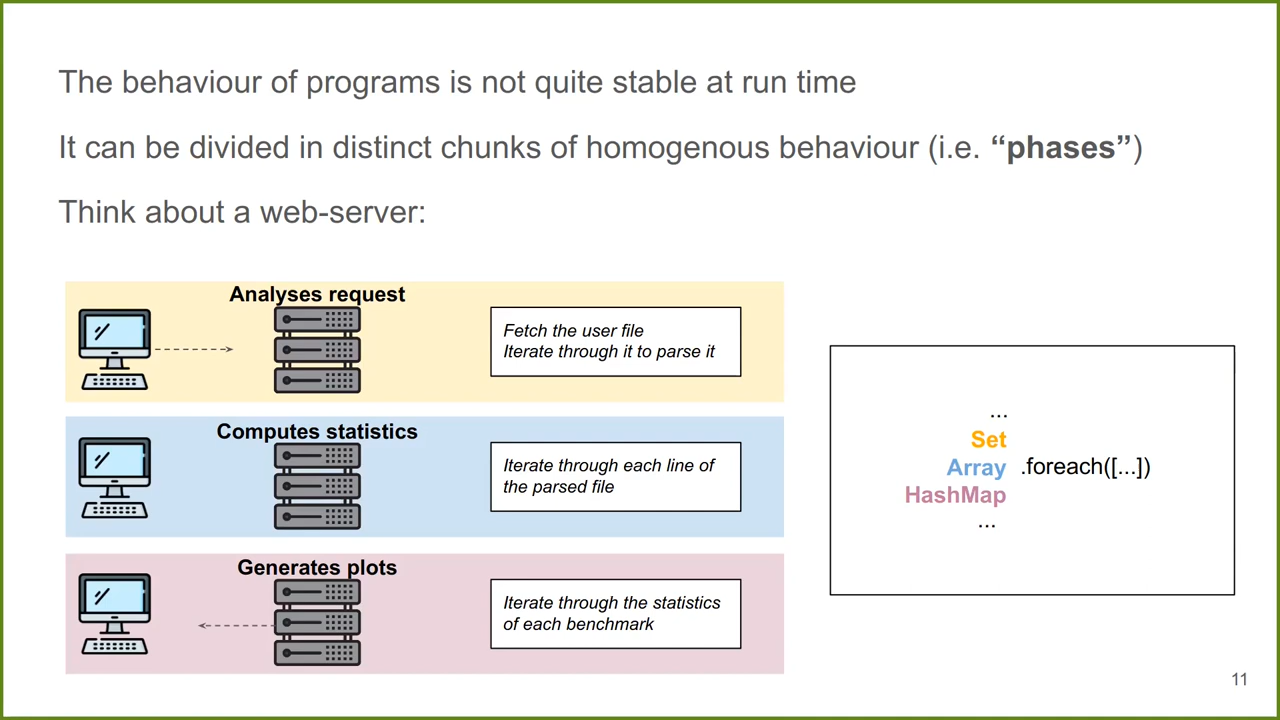 The behaviour of programs is not quite stable at run time
It can be divided in distinct chunks of homogenous behaviour (i.e. “phases”)
Think about a web-server:
Analyses request
Fetch the user file
Iterate through it to parse it
Computes statistics
Iterate through each line of
the parsed file
Generates plots
Iterate through the statistics
of each benchmark
...
Set
Array .foreach([...])
HashMap
...
11